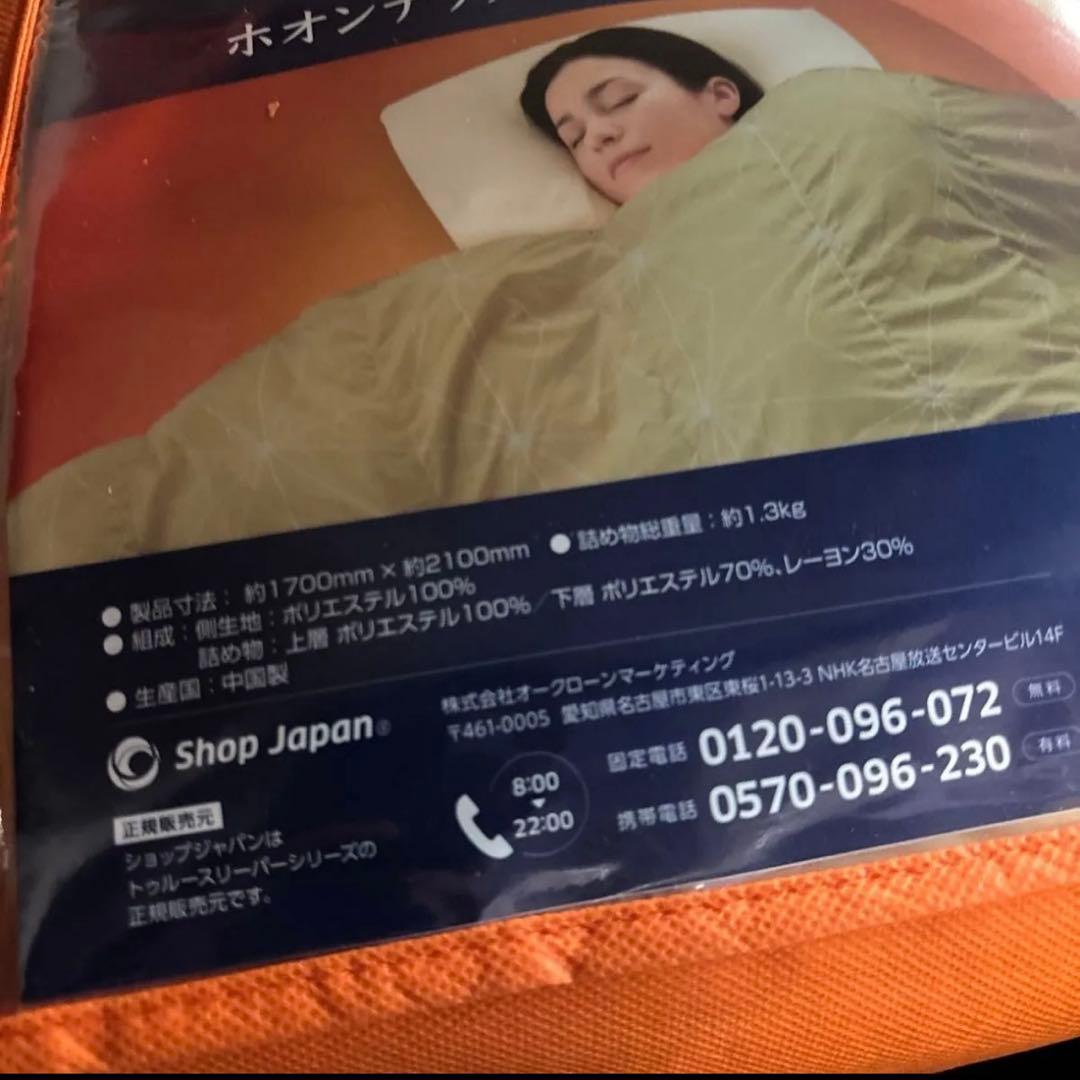 ホオンテック
●製品寸法：約1700mm×約2100mm ●詰め物総重量：約1.3kg
●組成：側生地：ポリエステル100%
詰め物：上層 ポリエステル100%／下層 ポリエステル70%、レーヨン30%
●生産国：中国製
Shop Japan®
正規販売元
ショップジャパンは
トゥルースリーパーシリーズの
正規販売元です。
株式会社オークローンマーケティング
〒461-0005 愛知県名古屋市東区東桜1-13-3 NHK名古屋放送センタービル14F
8:00
22:00
固定電話 0120-096-072 無料
携帯電話 0570-096-230 有料